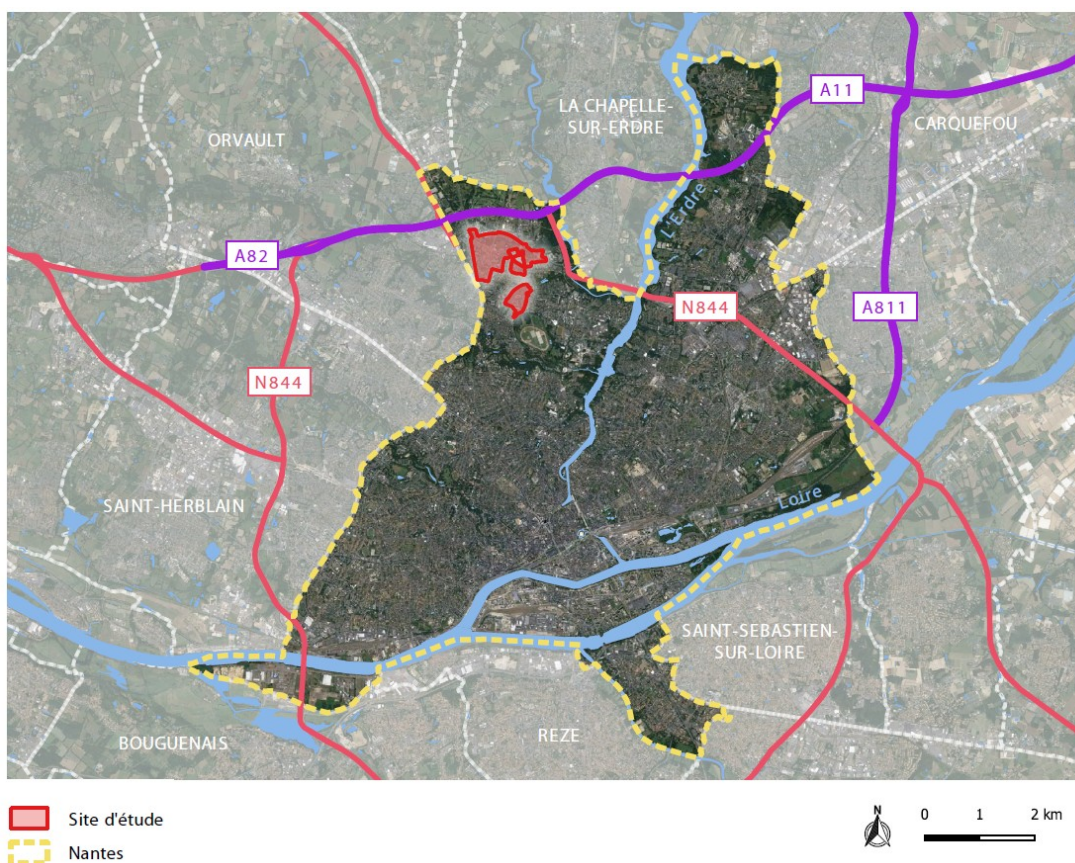 A11
LA CHAPELLE-
SUR-ERDRE
CARQUEFOU
ORVAULT
L'Erdre
A82
N844
A811
N844
SAINT-HERBLAIN
Loire
SAINT-SEBASTIEN-
SUR-LOIRE
REZE
BOUGUENAIS
Site d'étude
Nantes
N
0 1 2 km